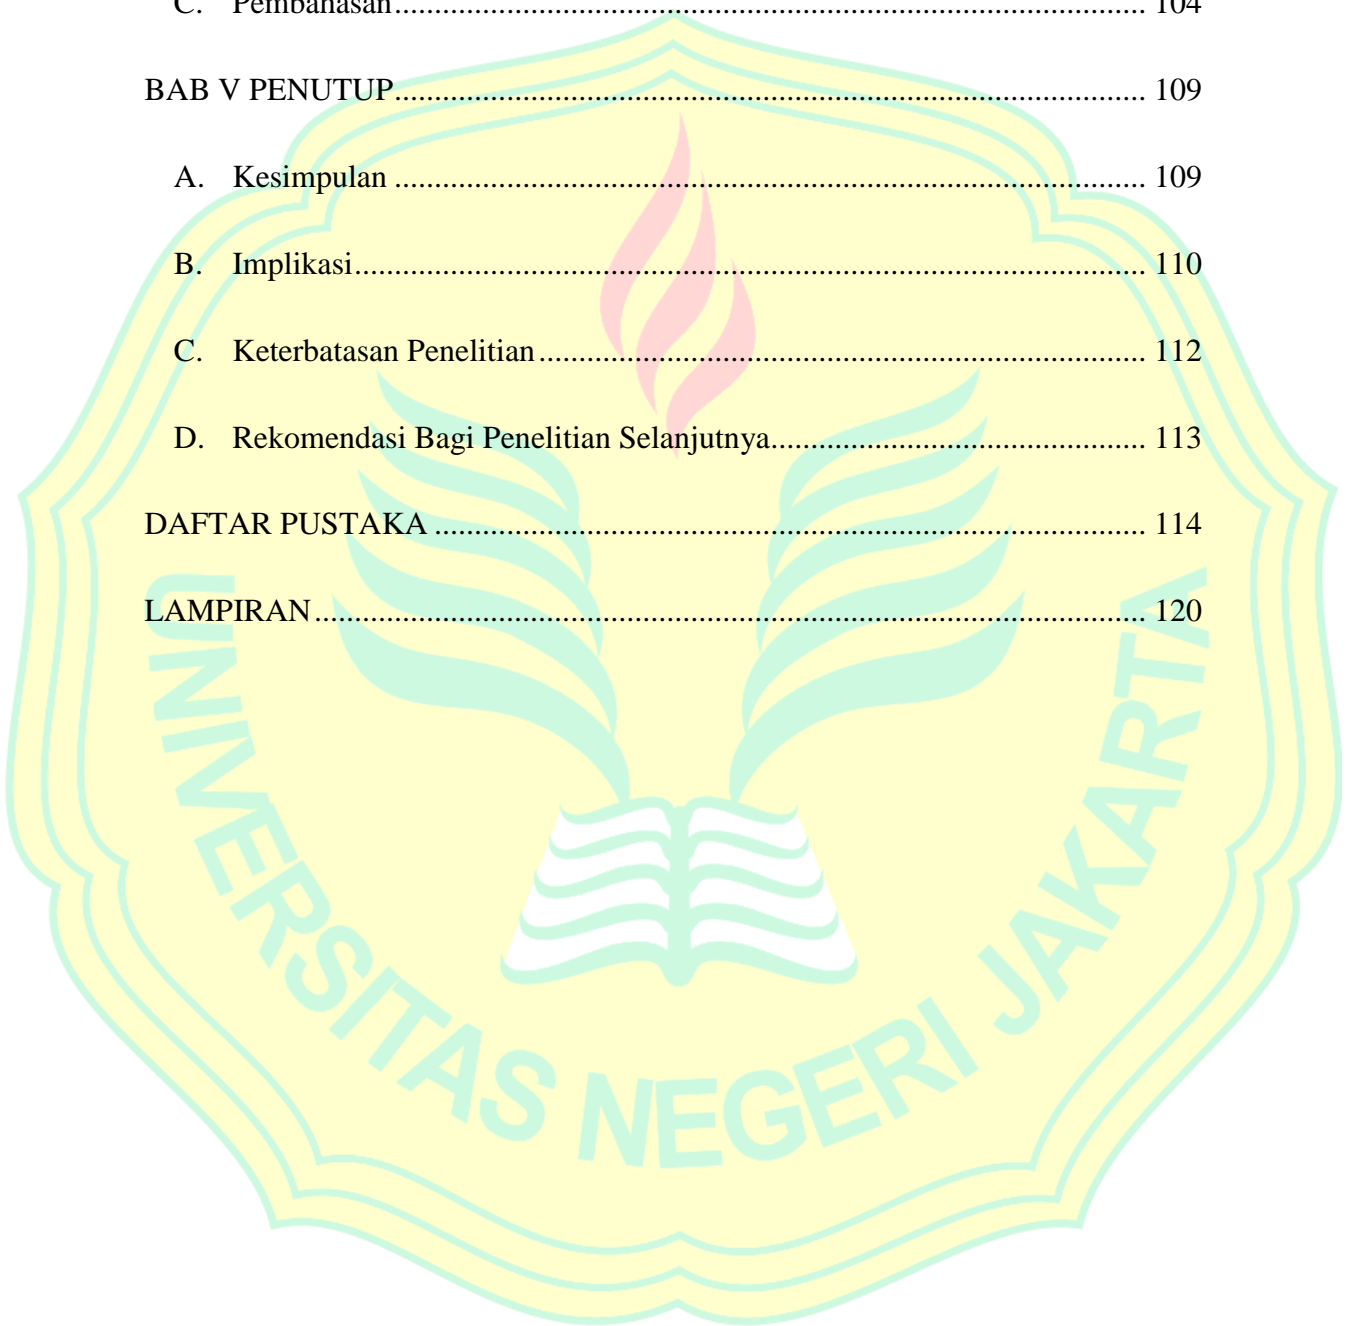 C. Pembahasan.............................................................................................. 104
BAB V PENUTUP.............................................................................................. 109
A. Kesimpulan .............................................................................................. 109
B. Implikasi................................................................................................... 110
C. Keterbatasan Penelitian ............................................................................ 112
D. Rekomendasi Bagi Penelitian Selanjutnya............................................... 113
DAFTAR PUSTAKA ......................................................................................... 114
LAMPIRAN ........................................................................................................ 120
UNIVERSITAS NEGERI JAKARTA